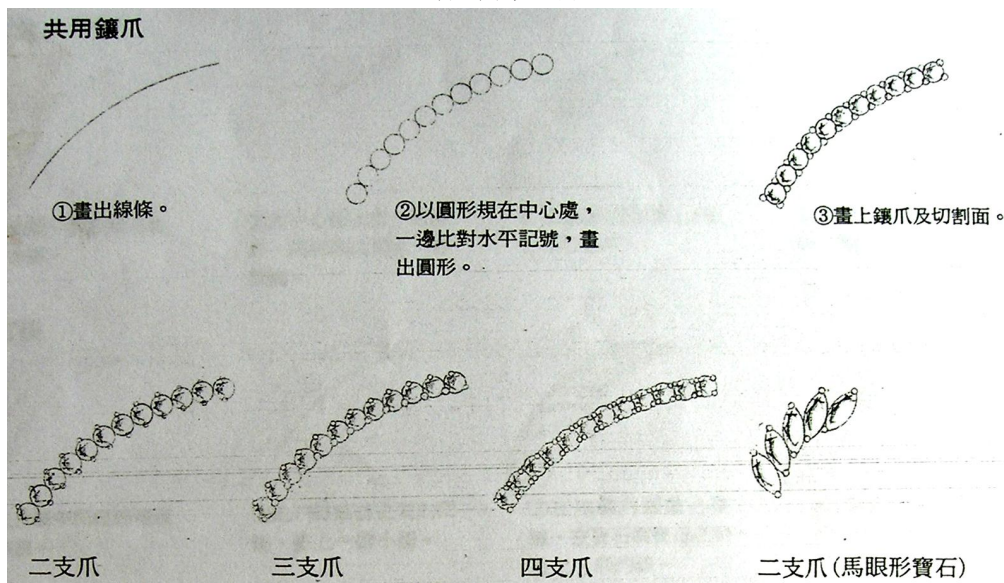 共用鑲爪
①畫出線條。
②以圓形規在中心處，
一邊比對水平記號，畫
出圓形。
③畫上鑲爪及切割面。
二支爪
三支爪
四支爪
二支爪(馬眼形寶石)